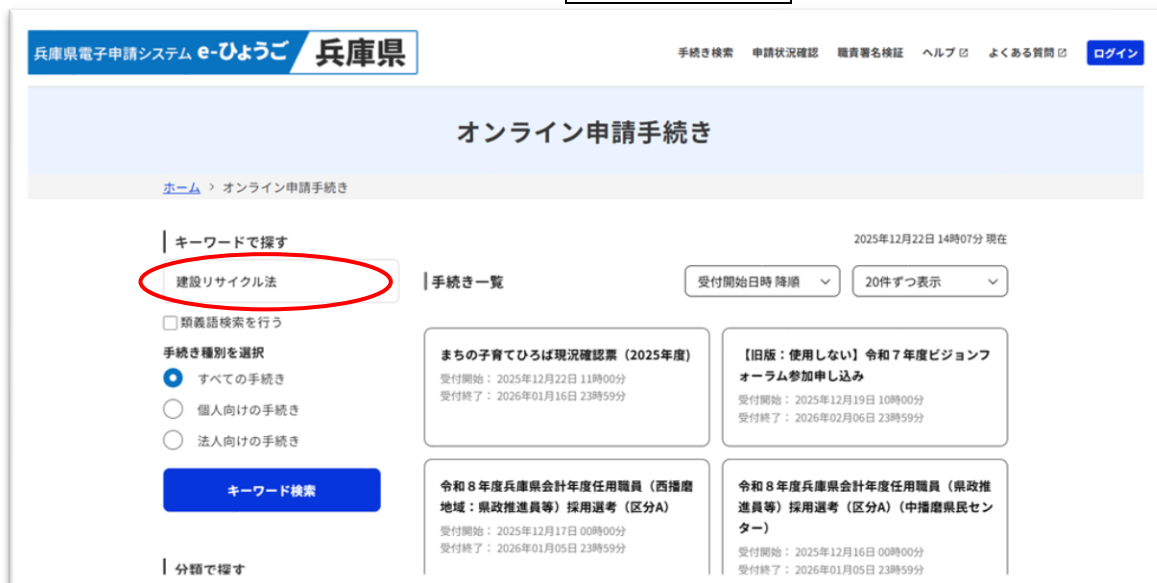 兵庫県電子申請システム e-ひょうご 兵庫県
手続き検索 申請状況確認 職責署名検証 ヘルプ よくある質問 ログイン
オンライン申請手続き
ホーム > オンライン申請手続き
キーワードで探す
建設リサイクル法
類義語検索を行う
手続き種別を選択
すべての手続き
個人向けの手続き
法人向けの手続き
キーワード検索
分類で探す
2025年12月22日 14時07分 現在
手続き一覧
受付開始日時 降順
20件ずつ表示
まちの子育てひろば現況確認票（2025年度)
受付開始： 2025年12月22日 11時00分
受付終了： 2026年01月16日 23時59分
【旧版：使用しない】令和７年度ビジョンフ
ォーラム参加申し込み
受付開始： 2025年12月19日 10時00分
受付終了： 2026年02月06日 23時59分
令和８年度兵庫県会計年度任用職員（西播磨
地域：県政推進員等）採用選考（区分A）
受付開始： 2025年12月17日 00時00分
受付終了： 2026年01月05日 23時59分
令和８年度兵庫県会計年度任用職員（県政推
進員等）採用選考（区分A）（中播磨県民セン
ター）
受付開始： 2025年12月16日 00時00分
受付終了： 2026年01月05日 23時59分